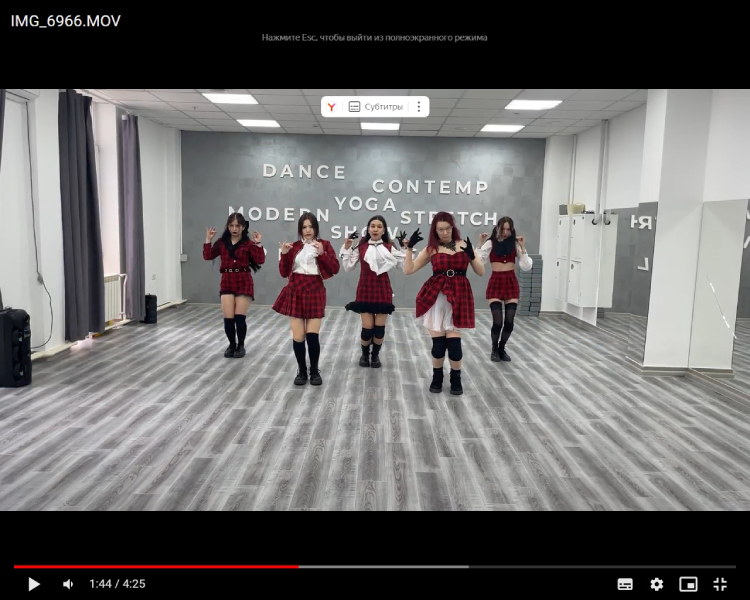 IMG_6966.MOV
Нажмите Esc, чтобы выйти из полноэкранного режима
Субтитры
DANCE
CONTEMP
YOGA
MODERN
STRETCH
1:44 / 4:25